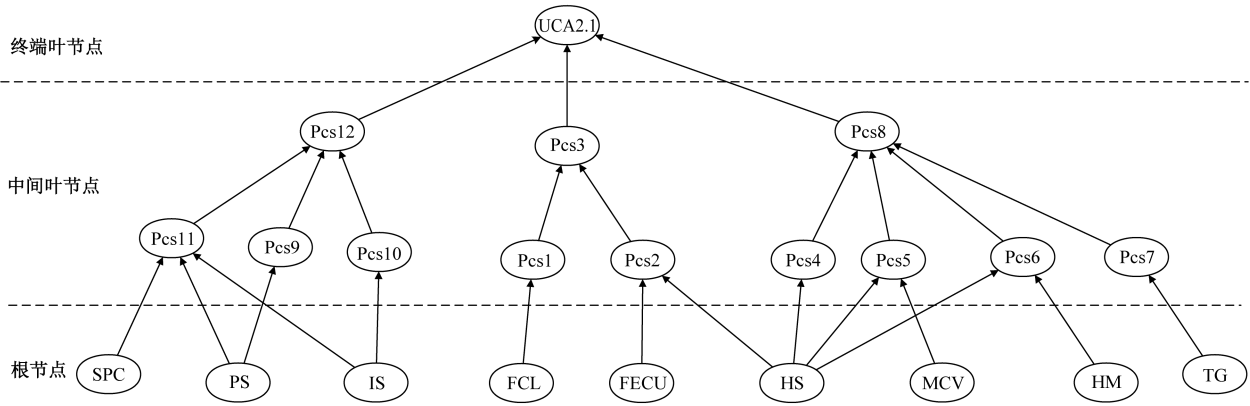 UCA2.1
终端叶节点
Pcs12
Pcs3
Pcs8
中间叶节点
Pcs11
Pcs9
Pcs10
Pcs1
Pcs2
Pcs4
Pcs5
Pcs6
Pcs7
根节点
SPC
PS
IS
FCL
FECU
HS
MCV
HM
TG